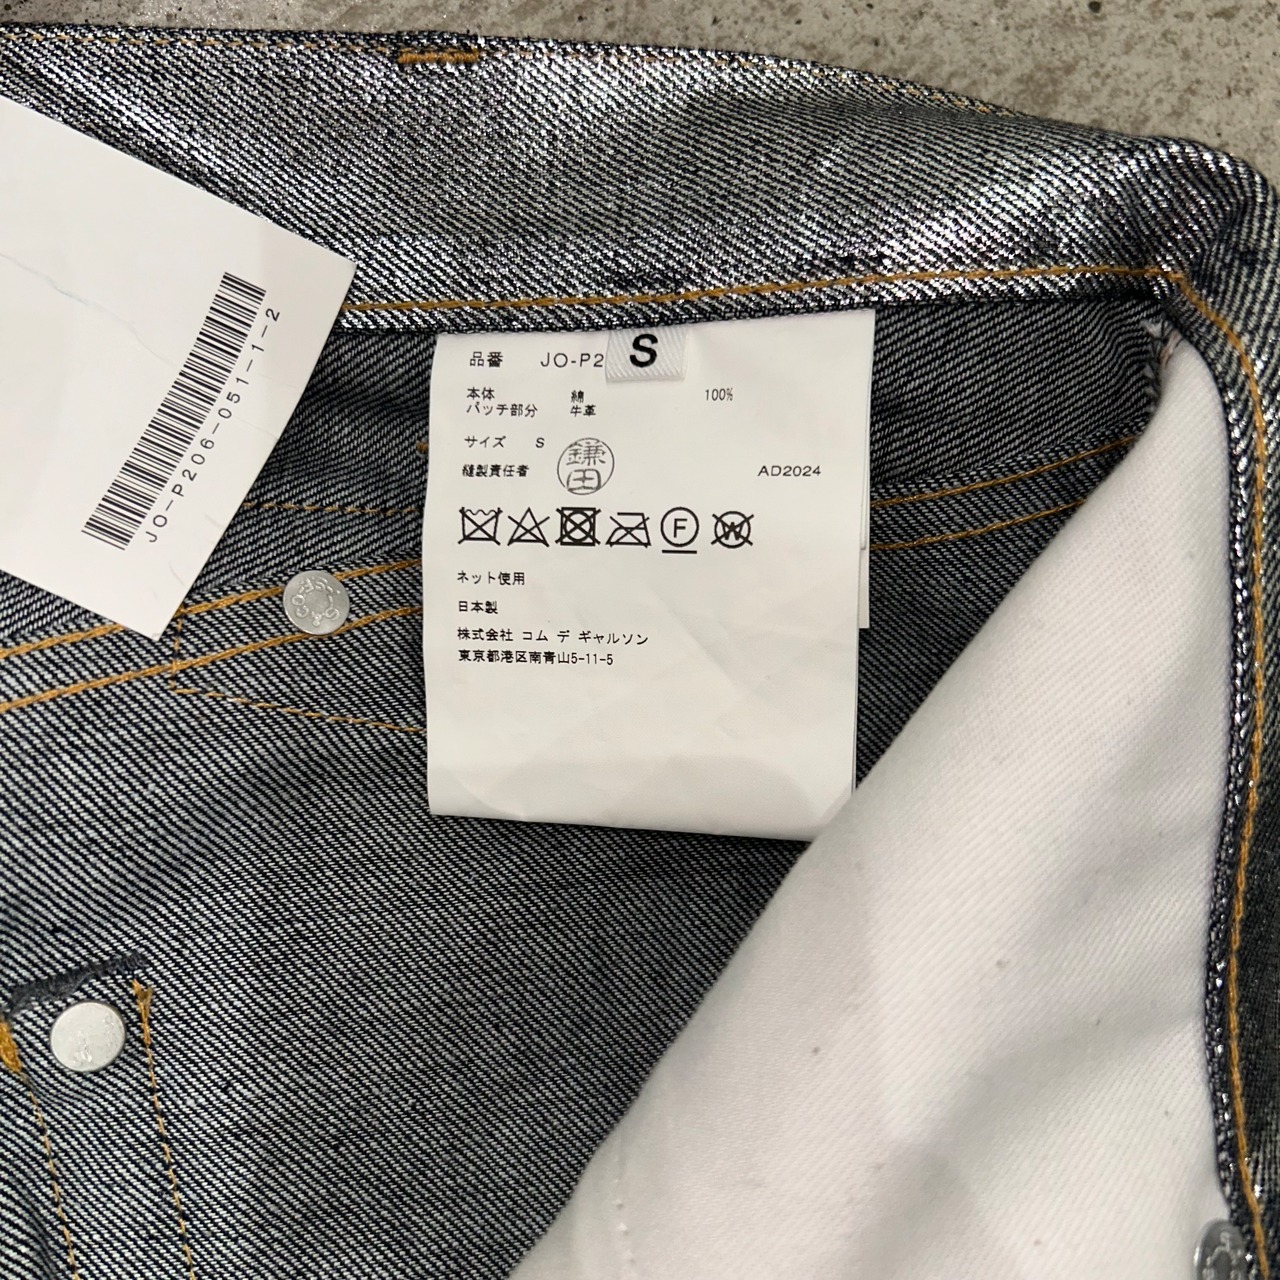 JO-P206-051-1-2
S
品番 JO-P2
本体 綿 100%
パッチ部分 牛革
サイズ S
縫製責任者 鎌田 AD2024
F
W
ネット使用
日本製
株式会社 コム デ ギャルソン
東京都港区南青山5-11-5